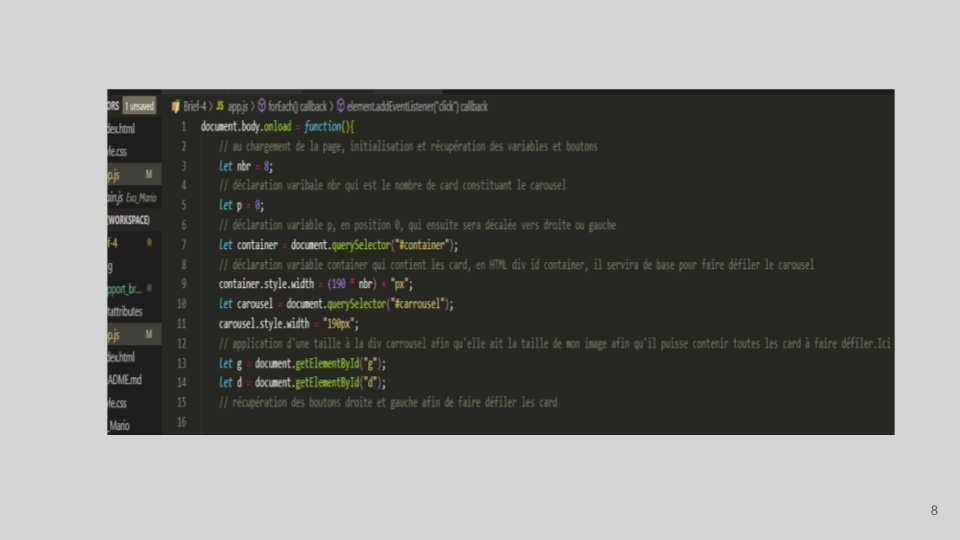 ORS 1 unsaved
dex.html
le.css
p.js M
ain.js Exo_Mario
(WORKSPACE)
f-4
g
pport_br...
tattributes
p.js M
dex.html
ADME.md
le.css
_Mario
Brief-4 > JS app.js > forEach() callback > element.addEventListener("click") callback
1 document.body.onload = function(){
2 // au chargement de la page, initialisation et récupération des variables et boutons
3 let nbr = 8;
4 // déclaration varibale nbr qui est le nombre de card constituant le carousel
5 let p = 0;
6 // déclaration variable p, en position 0, qui ensuite sera décalée vers droite ou gauche
7 let container = document.querySelector("#container");
8 // déclaration variable container qui contient les card, en HTML div id container, il servira de base pour faire défiler le carousel
9 container.style.width = (190 * nbr) + "px";
10 let carousel = document.querySelector("#carrousel");
11 carousel.style.width = "190px";
12 // application d'une taille à la div carrousel afin qu'elle ait la taille de mon image afin qu'il puisse contenir toutes les card à faire défiler.Ici
13 let g = document.getElementById("g");
14 let d = document.getElementById("d");
15 // récupération des boutons droite et gauche afin de faire défiler les card
16
8